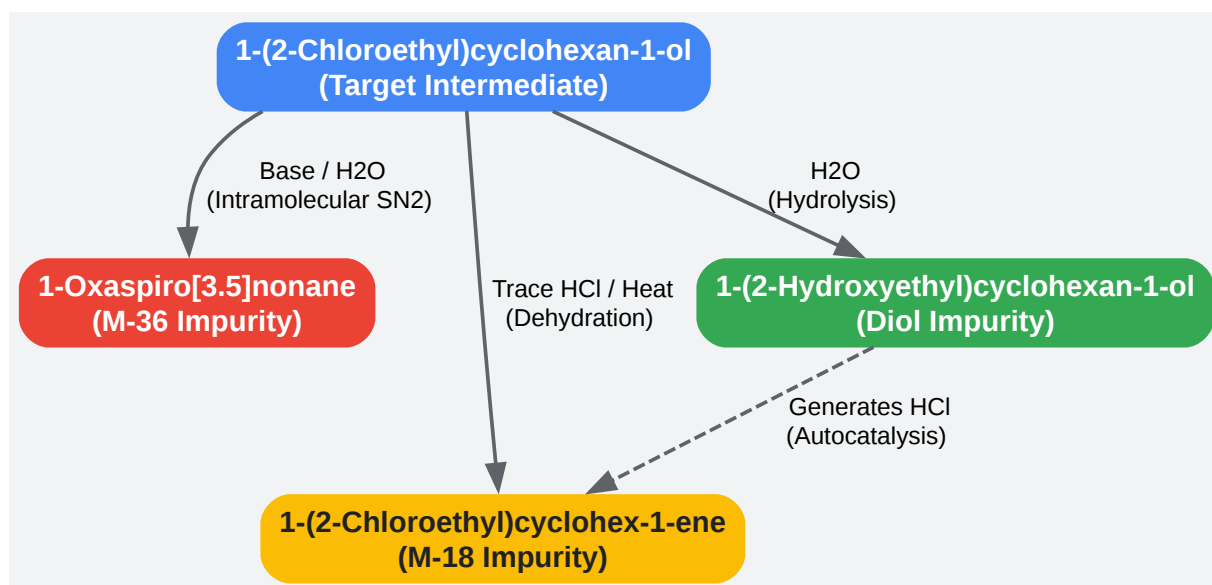 1-(2-Chloroethyl)cyclohexan-1-ol
(Target Intermediate)
Base / H2O
(Intramolecular SN2)
H2O
(Hydrolysis)
1-Oxaspiro[3.5]nonane
(M-36 Impurity)
Trace HCl / Heat
(Dehydration)
1-(2-Hydroxyethyl)cyclohexan-1-ol
(Diol Impurity)
Generates HCl
(Autocatalysis)
1-(2-Chloroethyl)cyclohex-1-ene
(M-18 Impurity)